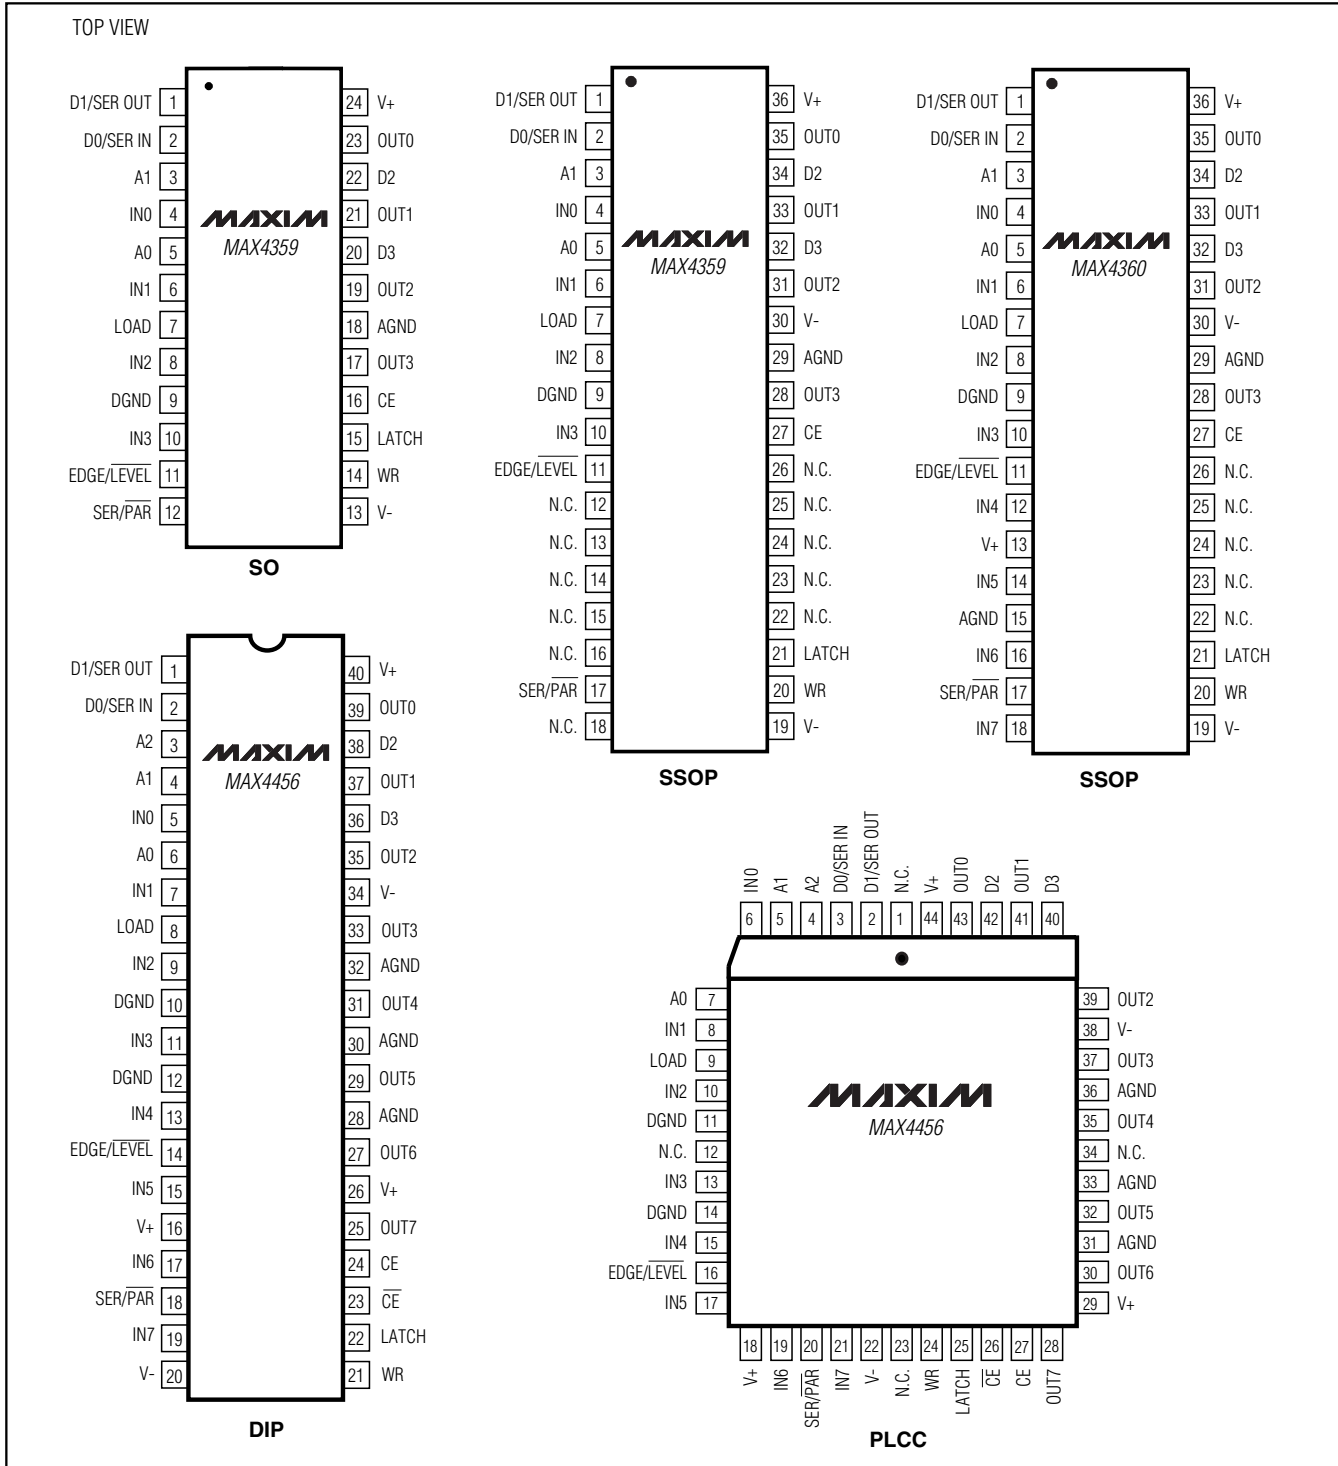 TOP VIEW
D1/SER OUT 1
D0/SER IN 2
A1 3
IN0 4
A0 5
IN1 6
LOAD 7
IN2 8
DGND 9
IN3 10
EDGE/LEVEL 11
SER/PAR 12
MAXIM
MAX4359
24 V+
23 OUT0
22 D2
21 OUT1
20 D3
19 OUT2
18 AGND
17 OUT3
16 CE
15 LATCH
14 WR
13 V-
SO
D1/SER OUT 1
D0/SER IN 2
A1 3
IN0 4
A0 5
IN1 6
LOAD 7
IN2 8
DGND 9
IN3 10
EDGE/LEVEL 11
N.C. 12
N.C. 13
N.C. 14
N.C. 15
N.C. 16
SER/PAR 17
N.C. 18
MAXIM
MAX4359
36 V+
35 OUT0
34 D2
33 OUT1
32 D3
31 OUT2
30 V-
29 AGND
28 OUT3
27 CE
26 N.C.
25 N.C.
24 N.C.
23 N.C.
22 N.C.
21 LATCH
20 WR
19 V-
SSOP
D1/SER OUT 1
D0/SER IN 2
A1 3
IN0 4
A0 5
IN1 6
LOAD 7
IN2 8
DGND 9
IN3 10
EDGE/LEVEL 11
IN4 12
V+ 13
IN5 14
AGND 15
IN6 16
SER/PAR 17
IN7 18
MAXIM
MAX4360
36 V+
35 OUT0
34 D2
33 OUT1
32 D3
31 OUT2
30 V-
29 AGND
28 OUT3
27 CE
26 N.C.
25 N.C.
24 N.C.
23 N.C.
22 N.C.
21 LATCH
20 WR
19 V-
SSOP
D1/SER OUT 1
D0/SER IN 2
A2 3
A1 4
IN0 5
A0 6
IN1 7
LOAD 8
IN2 9
DGND 10
IN3 11
DGND 12
IN4 13
EDGE/LEVEL 14
IN5 15
V+ 16
IN6 17
SER/PAR 18
IN7 19
V- 20
MAXIM
MAX4456
40 V+
39 OUT0
38 D2
37 OUT1
36 D3
35 OUT2
34 V-
33 OUT3
32 AGND
31 OUT4
30 AGND
29 OUT5
28 AGND
27 OUT6
26 V+
25 OUT7
24 CE
23 CE
22 LATCH
21 WR
DIP
IN0 A1 A2 D0/SER IN D1/SER OUT N.C. V+ OUT0 D2 OUT1 D3
6 5 4 3 2 1 44 43 42 41 40
A0 7
IN1 8
LOAD 9
IN2 10
DGND 11
N.C. 12
IN3 13
DGND 14
IN4 15
EDGE/LEVEL 16
IN5 17
MAXIM
MAX4456
39 OUT2
38 V-
37 OUT3
36 AGND
35 OUT4
34 N.C.
33 AGND
32 OUT5
31 AGND
30 OUT6
29 V+
18 19 20 21 22 23 24 25 26 27 28
V+ IN6 SER/PAR IN7 V- N.C. WR LATCH CE CE OUT7
PLCC